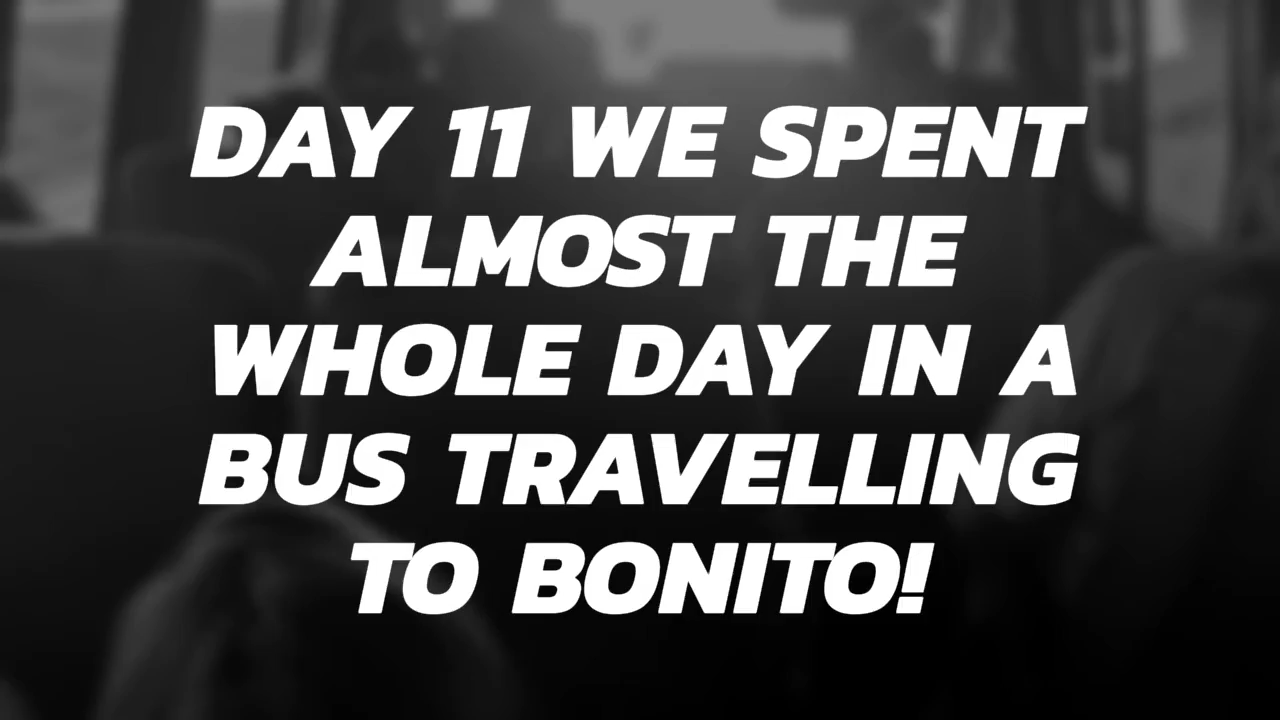 DAY 11 WE SPENT
ALMOST THE
WHOLE DAY IN A
BUS TRAVELLING
TO BONITO!